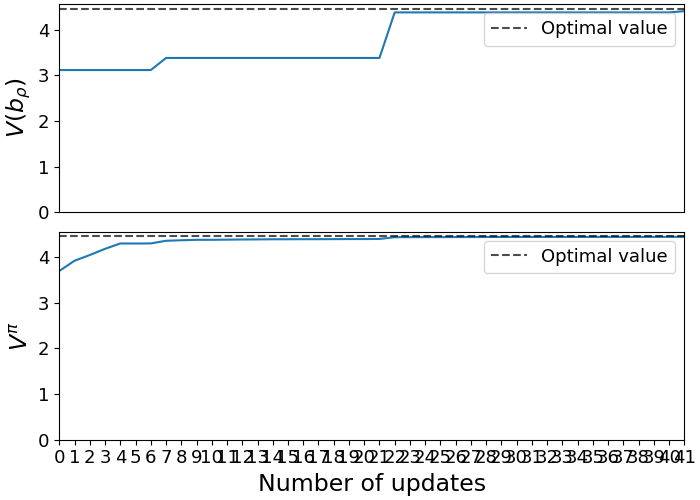 4
3
2
1
0
V(b_ρ)
Optimal value
4
3
2
1
0
V^π
Optimal value
0 1 2 3 4 5 6 7 8 9 10 11 12 13 14 15 16 17 18 19 20 21 22 23 24 25 26 27 28 29 30 31 32 33 34 35 36 37 38 39 40 41
Number of updates